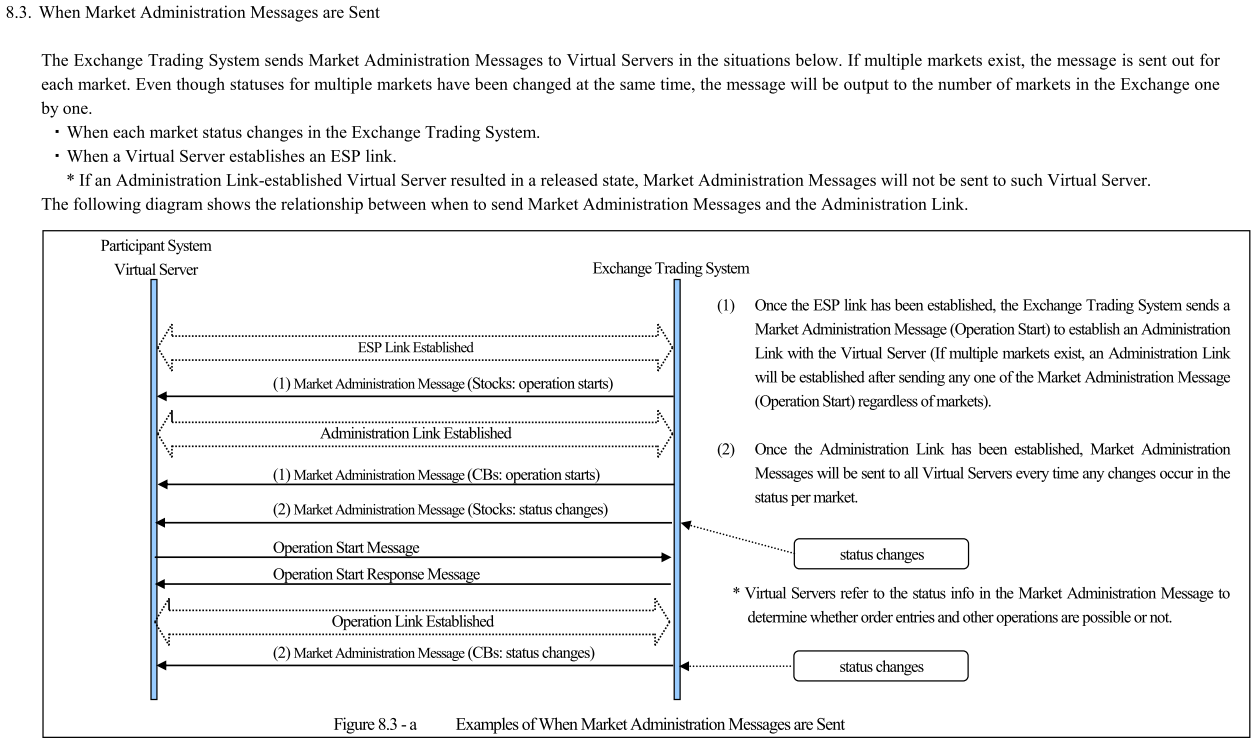 8.3. When Market Administration Messages are Sent
The Exchange Trading System sends Market Administration Messages to Virtual Servers in the situations below. If multiple markets exist, the message is sent out for
each market. Even though statuses for multiple markets have been changed at the same time, the message will be output to the number of markets in the Exchange one
by one.
・When each market status changes in the Exchange Trading System.
・When a Virtual Server establishes an ESP link.
* If an Administration Link-established Virtual Server resulted in a released state, Market Administration Messages will not be sent to such Virtual Server.
The following diagram shows the relationship between when to send Market Administration Messages and the Administration Link.
Participant System
Virtual Server
Exchange Trading System
ESP Link Established
(1) Market Administration Message (Stocks: operation starts)
Administration Link Established
(1) Market Administration Message (CBs: operation starts)
(2) Market Administration Message (Stocks: status changes)
Operation Start Message
Operation Start Response Message
Operation Link Established
(2) Market Administration Message (CBs: status changes)
(1) Once the ESP link has been established, the Exchange Trading System sends a
Market Administration Message (Operation Start) to establish an Administration
Link with the Virtual Server (If multiple markets exist, an Administration Link
will be established after sending any one of the Market Administration Message
(Operation Start) regardless of markets).
(2) Once the Administration Link has been established, Market Administration
Messages will be sent to all Virtual Servers every time any changes occur in the
status per market.
status changes
* Virtual Servers refer to the status info in the Market Administration Message to
determine whether order entries and other operations are possible or not.
status changes
Figure 8.3 - a Examples of When Market Administration Messages are Sent